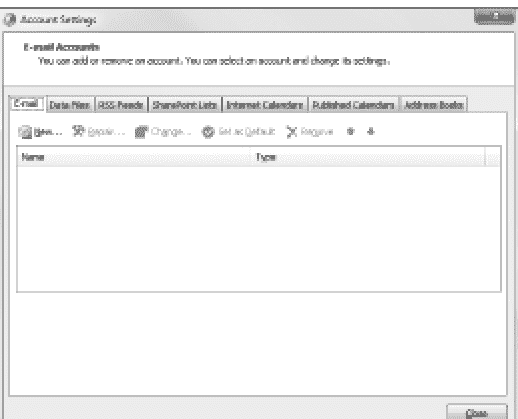 Account Settings
E-mail Accounts
You can add or remove an account. You can select an account and change its settings.
E-mail Data Files RSS Feeds SharePoint Lists Internet Calendars Published Calendars Address Books
New... Repair... Change... Set as Default Remove
Name Type
Close